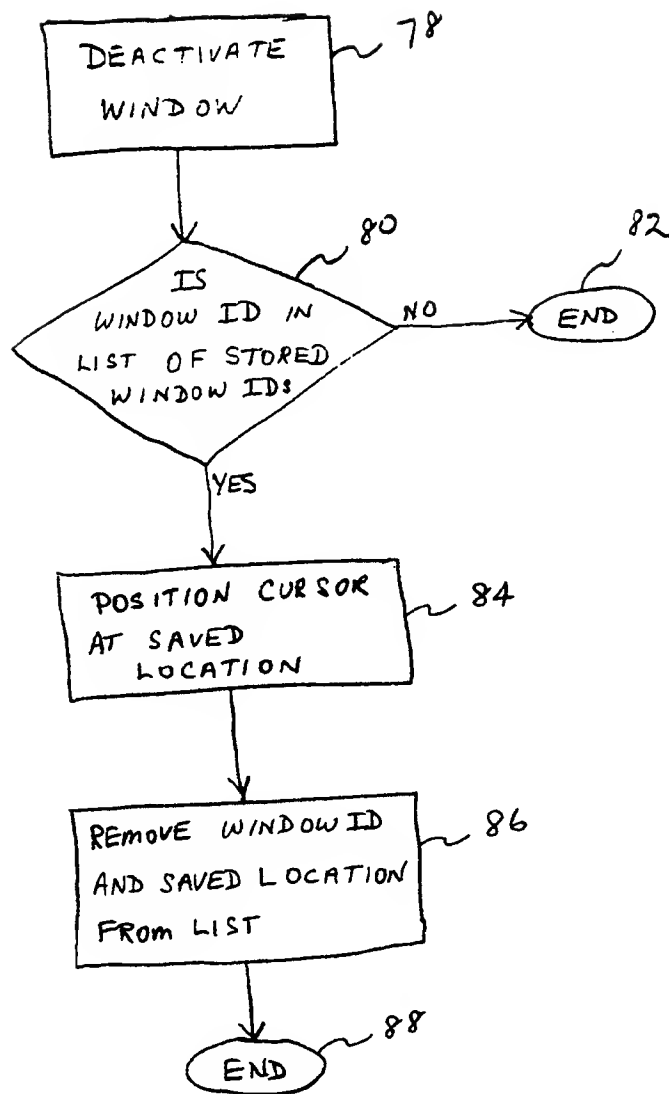 78
DEACTIVATE
WINDOW
80
82
IS
WINDOW ID IN
LIST OF STORED
WINDOW IDs
NO
END
YES
POSITION CURSOR
AT SAVED
LOCATION
84
REMOVE WINDOW ID
AND SAVED LOCATION
FROM LIST
86
88
END